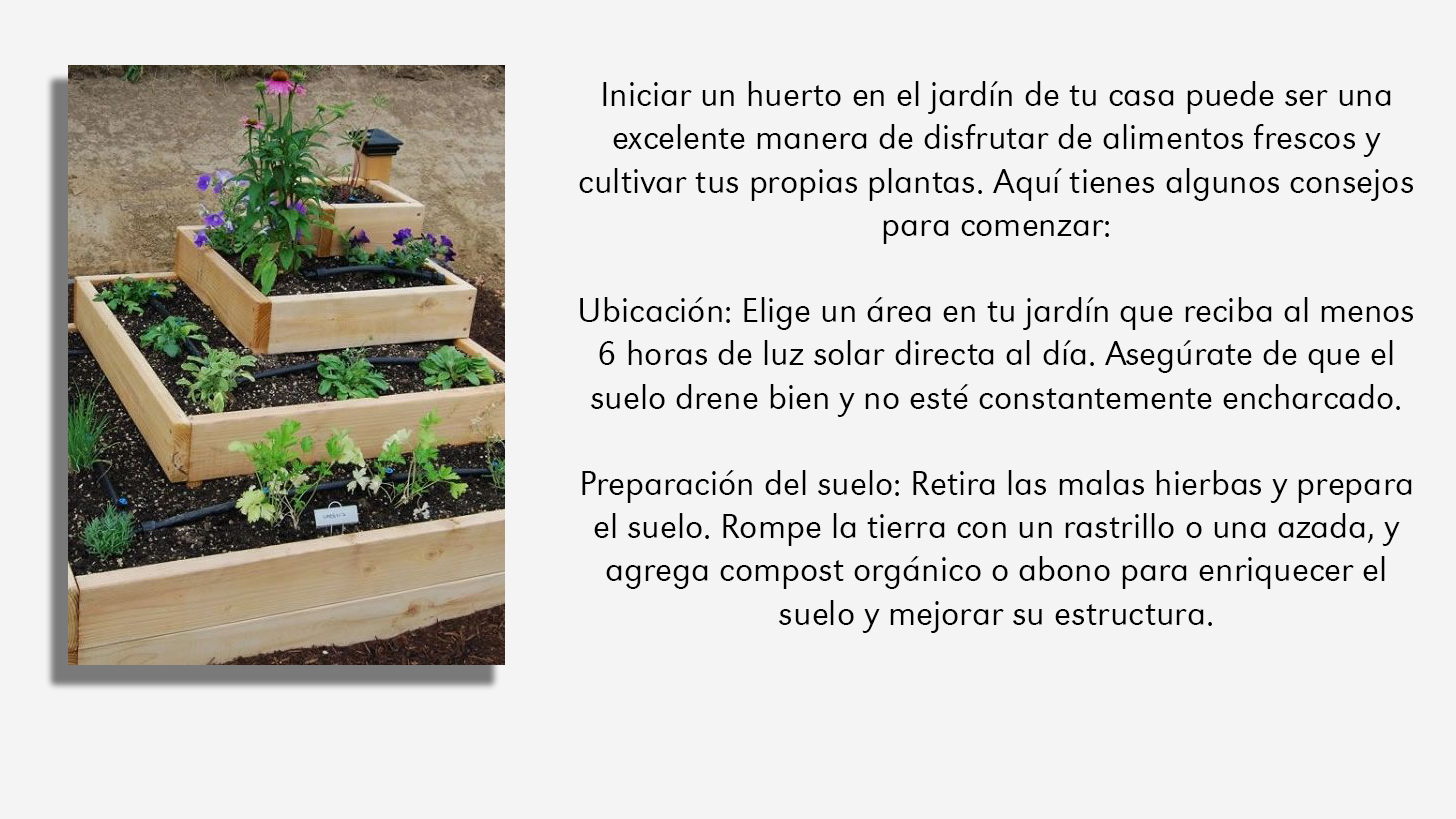 Iniciar un huerto en el jardín de tu casa puede ser una
excelente manera de disfrutar de alimentos frescos y
cultivar tus propias plantas. Aquí tienes algunos consejos
para comenzar:
Ubicación: Elige un área en tu jardín que reciba al menos
6 horas de luz solar directa al día. Asegúrate de que el
suelo drene bien y no esté constantemente encharcado.
Preparación del suelo: Retira las malas hierbas y prepara
el suelo. Rompe la tierra con un rastrillo o una azada, y
agrega compost orgánico o abono para enriquecer el
suelo y mejorar su estructura.